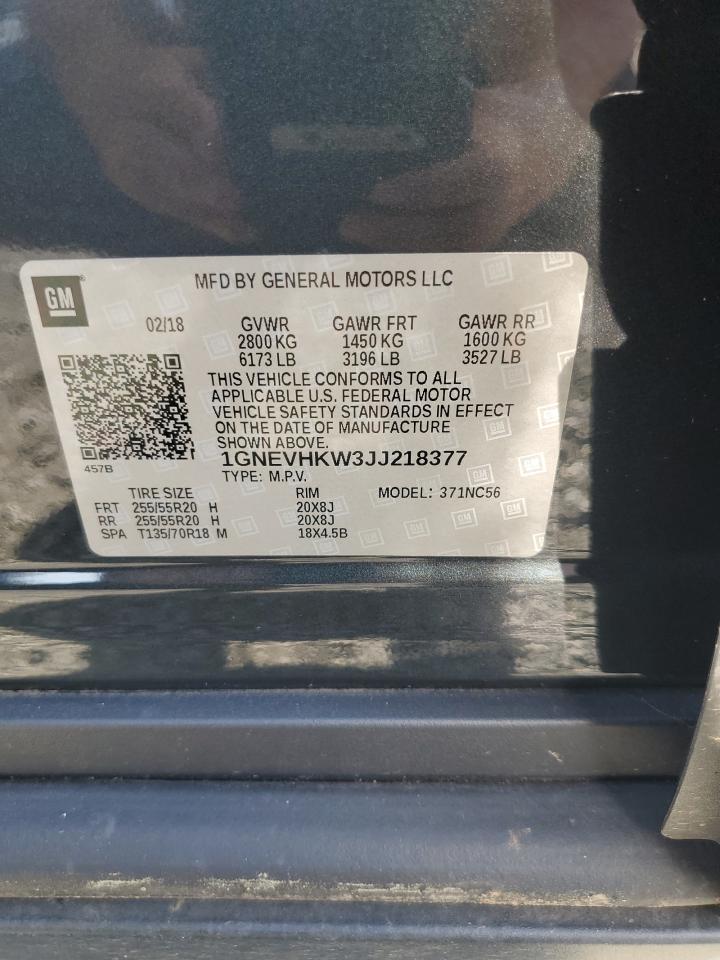 MFD BY GENERAL MOTORS LLC
GM
02/18 GVWR GAWR FRT GAWR RR
2800 KG 1450 KG 1600 KG
6173 LB 3196 LB 3527 LB
THIS VEHICLE CONFORMS TO ALL
APPLICABLE U.S. FEDERAL MOTOR
VEHICLE SAFETY STANDARDS IN EFFECT
ON THE DATE OF MANUFACTURE
SHOWN ABOVE.
1GNEVHKW3JJ218377
457B
TYPE: M.P.V.
TIRE SIZE RIM MODEL: 371NC56
FRT 255/55R20 H 20X8J
RR 255/55R20 H 20X8J
SPA T135/70R18 M 18X4.5B